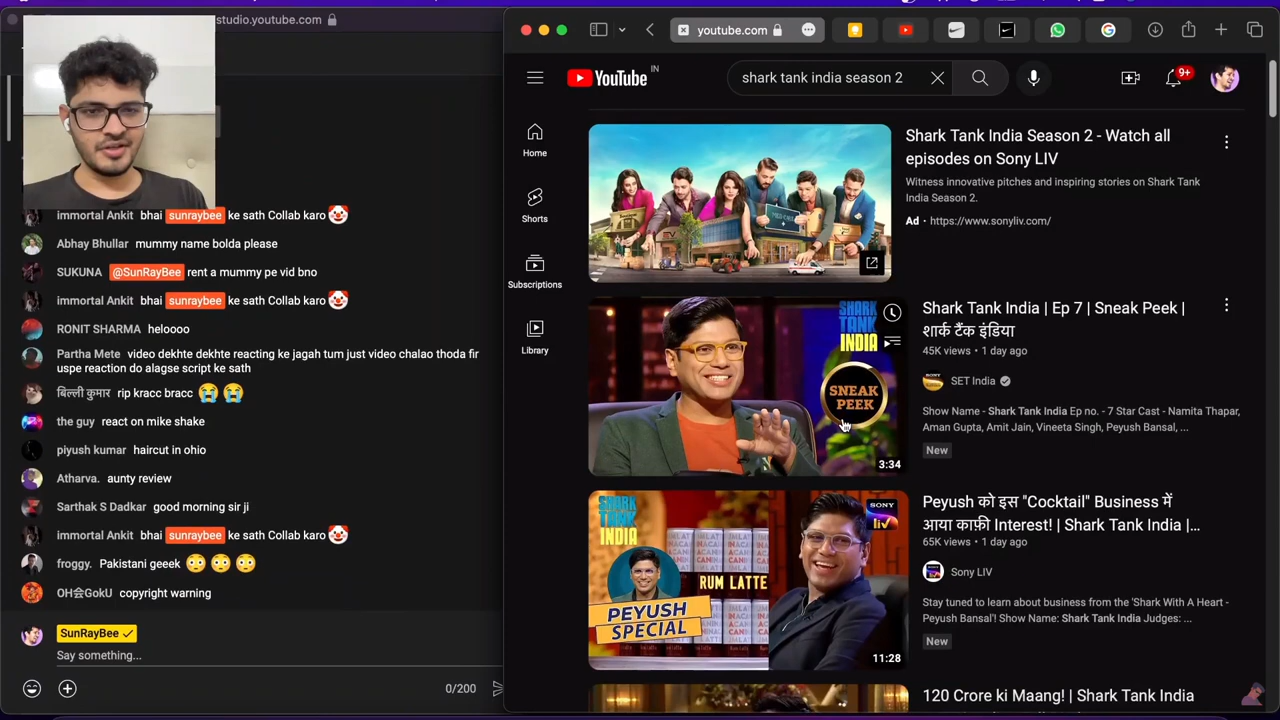 studio.youtube.com
immortal Ankit bhai sunraybee ke sath Collab karo
Abhay Bhullar mummy name bolda please
SUKUNA @SunRayBee rent a mummy pe vid bno
immortal Ankit bhai sunraybee ke sath Collab karo
RONIT SHARMA heloooo
Partha Mete video dekhte dekhte reacting ke jagah tum just video chalao thoda fir
uspe reaction do alagse script ke sath
बिल्ली कुमार rip kracc bracc
the guy react on mike shake
piyush kumar haircut in ohio
Atharva. aunty review
Sarthak S Dadkar good morning sir ji
immortal Ankit bhai sunraybee ke sath Collab karo
froggy. Pakistani geeek
OH会GokU copyright warning
SunRayBee
Say something...
0/200
youtube.com
YouTube IN
shark tank india season 2
9+
Home
Shorts
Subscriptions
Library
Shark Tank India Season 2 - Watch all
episodes on Sony LIV
Witness innovative pitches and inspiring stories on Shark Tank
India Season 2.
Ad · https://www.sonyliv.com/
SHARK
TANK
INDIA
SNEAK
PEEK
3:34
Shark Tank India | Ep 7 | Sneak Peek |
शार्क टैंक इंडिया
45K views • 1 day ago
SET India
Show Name - Shark Tank India Ep no. - 7 Star Cast - Namita Thapar,
Aman Gupta, Amit Jain, Vineeta Singh, Peyush Bansal, ...
New
SHARK
TANK
INDIA
RUM LATTE
PEYUSH
SPECIAL
SONY
liv
11:28
Peyush को इस "Cocktail" Business में
आया काफ़ी Interest! | Shark Tank India |...
65K views • 1 day ago
Sony LIV
Stay tuned to learn about business from the 'Shark With A Heart -
Peyush Bansal'! Show Name: Shark Tank India Judges: ...
New
120 Crore ki Maang! | Shark Tank India